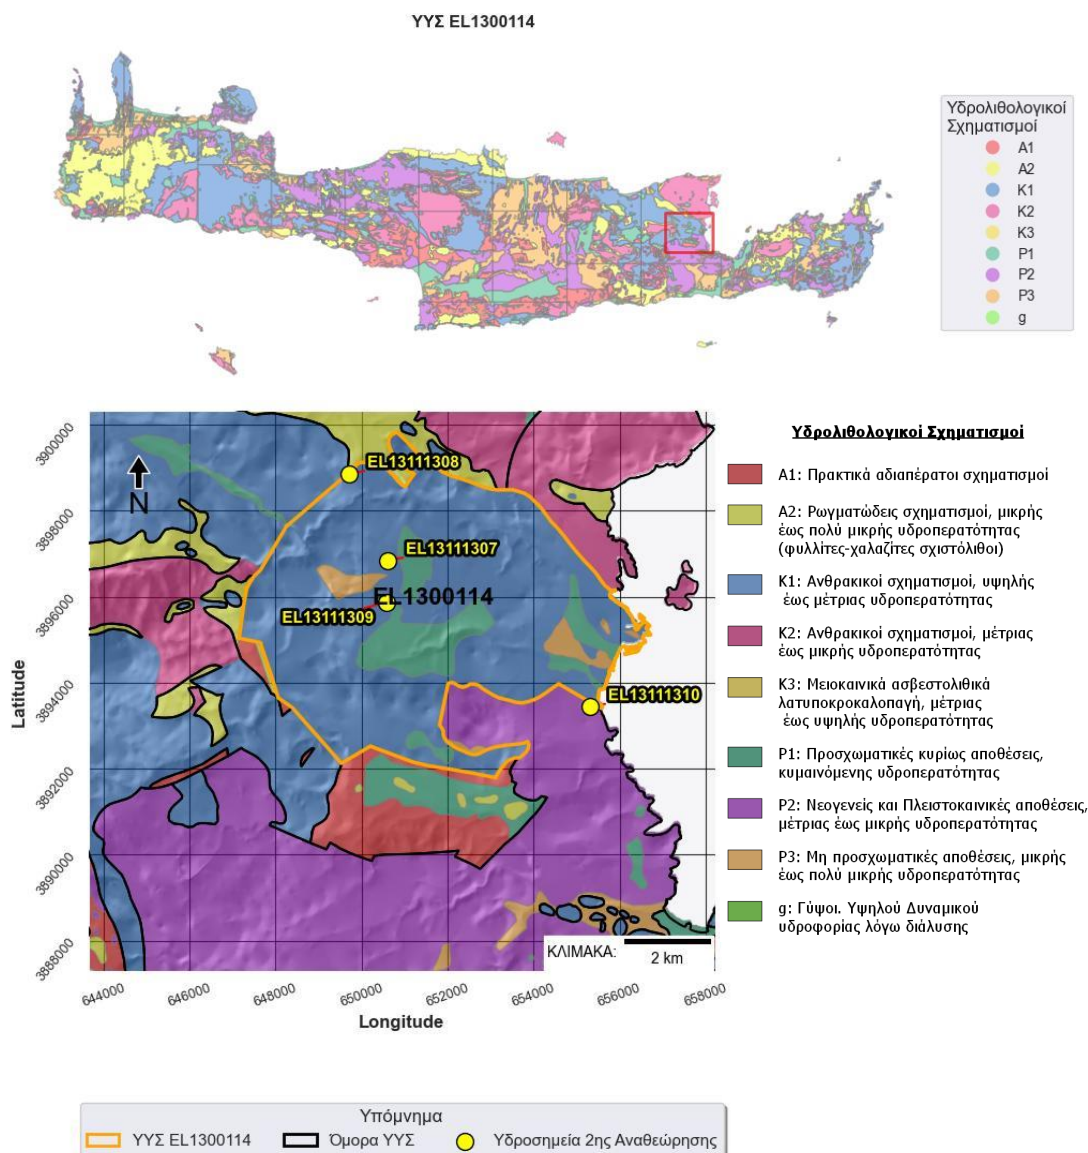 ΥΥΣ EL1300114
Υδρολιθολογικοί
Σχηματισμοί
A1
A2
K1
K2
K3
P1
P2
P3
g
3900000
3898000
3896000
3894000
3892000
3890000
3888000
Latitude
N
EL13111308
EL13111307
EL1300114
EL13111309
EL13111310
ΚΛΙΜΑΚΑ:
2 km
644000
646000
648000
650000
652000
654000
656000
658000
Longitude
Υδρολιθολογικοί Σχηματισμοί
Α1: Πρακτικά αδιαπέρατοι σχηματισμοί
Α2: Ρωγματώδεις σχηματισμοί, μικρής
έως πολύ μικρής υδροπερατότητας
(φυλλίτες-χαλαζίτες σχιστόλιθοι)
Κ1: Ανθρακικοί σχηματισμοί, υψηλής
έως μέτριας υδροπερατότητας
Κ2: Ανθρακικοί σχηματισμοί, μέτριας
έως μικρής υδροπερατότητας
Κ3: Μειοκαινικά ασβεστολιθικά
λατυποκροκαλοπαγή, μέτριας
έως υψηλής υδροπερατότητας
P1: Προσχωματικές κυρίως αποθέσεις,
κυμαινόμενης υδροπερατότητας
P2: Νεογενείς και Πλειστοκαινικές αποθέσεις,
μέτριας έως μικρής υδροπερατότητας
P3: Μη προσχωματικές αποθέσεις, μικρής
έως πολύ μικρής υδροπερατότητας
g: Γύψοι. Υψηλού Δυναμικού
υδροφορίας λόγω διάλυσης
Υπόμνημα
ΥΥΣ EL1300114
Όμορα ΥΥΣ
Υδροσημεία 2ης Αναθεώρησης